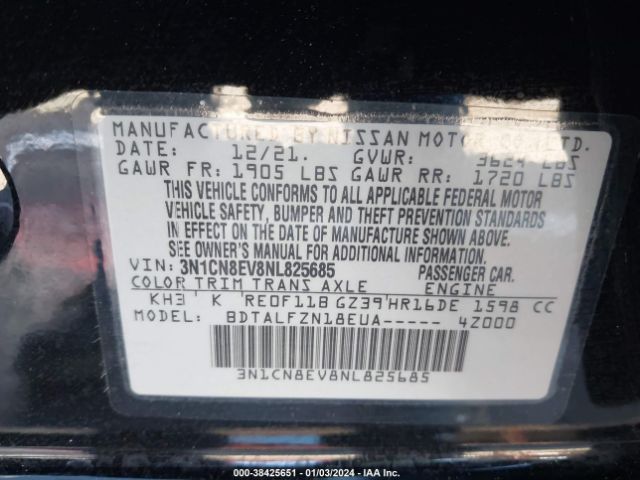 MANUFACTURED BY NISSAN MOTOR CO. LTD.
DATE: 12/21. GVWR: 3624 LBS
GAWR FR: 1905 LBS GAWR RR: 1720 LBS
THIS VEHICLE CONFORMS TO ALL APPLICABLE FEDERAL MOTOR
VEHICLE SAFETY, BUMPER AND THEFT PREVENTION STANDARDS
IN EFFECT ON THE DATE OF MANUFACTURE SHOWN ABOVE.
SEE OWNER'S MANUAL FOR ADDITIONAL INFORMATION.
VIN: 3N1CN8EV8NL825685 PASSENGER CAR.
COLOR TRIM TRANS AXLE ENGINE
KH3 K RE0F11B GZ39 HR16DE 1598 CC
MODEL: BDTALFZN18EUA----- 4Z000
3N1CN8EV8NL825685
000-38425651 - 01/03/2024 - IAA Inc.